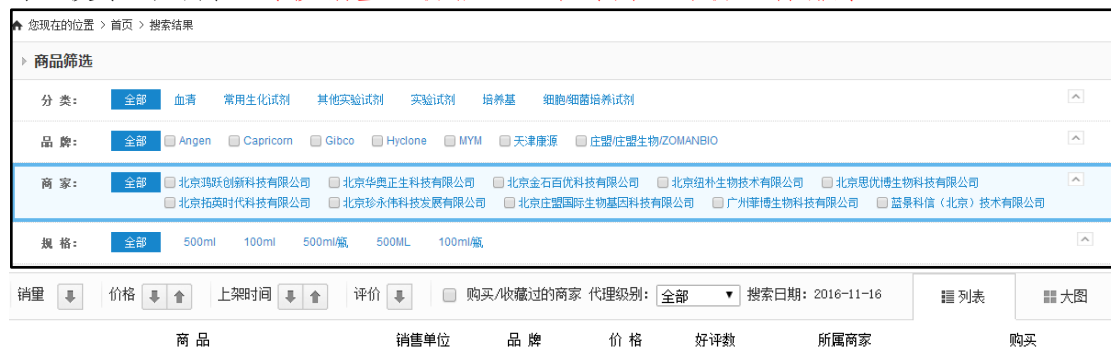 您现在的位置 > 首页 > 搜索结果
商品筛选
分 类： 全部 血清 常用生化试剂 其他实验试剂 实验试剂 培养基 细胞/细菌培养试剂
品 牌： 全部 Angen Capricorn Gibco Hyclone MYM 天津康源 庄盟/庄盟生物/ZOMANBIO
商 家： 全部 北京鸿跃创新科技有限公司 北京华奥正生科技有限公司 北京金石百优科技有限公司 北京纽朴生物技术有限公司 北京思优博生物科技有限公司
北京拓英时代科技有限公司 北京珍永伟科技发展有限公司 北京庄盟国际生物基因科技有限公司 广州菲博生物科技有限公司 蓝景科信（北京）技术有限公司
规 格： 全部 500ml 100ml 500ml/瓶 500ML 100ml/瓶
销量 价格 上架时间 评价 购买/收藏过的商家 代理级别： 全部 搜索日期：2016-11-16 列表 大图
商 品 销售单位 品 牌 价 格 好评数 所属商家 购买